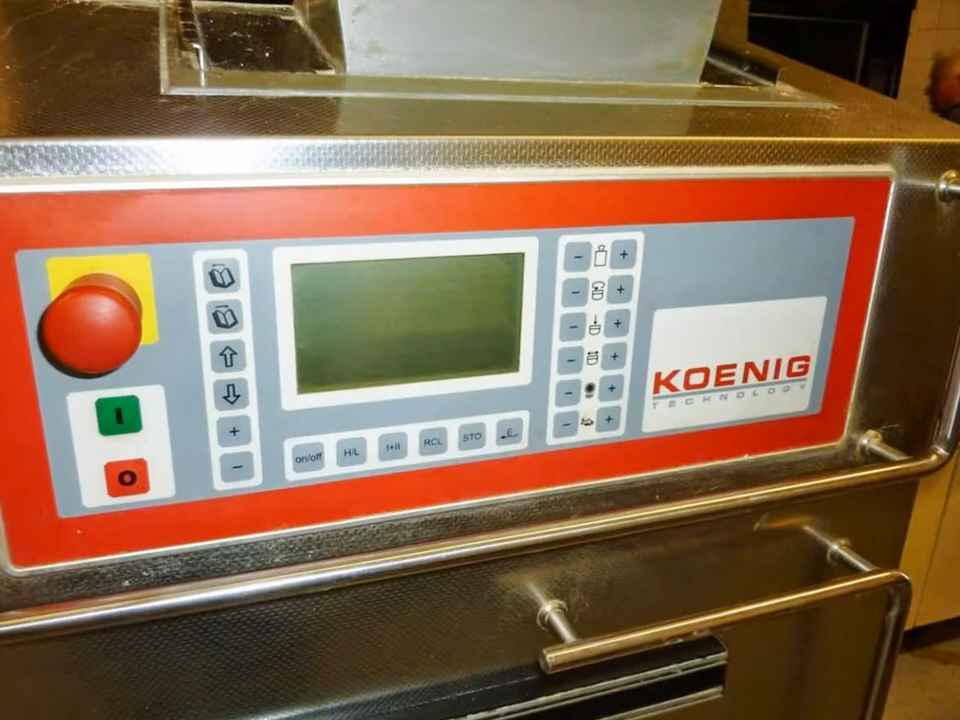 I
O
+
-
on/off
H/L
I+II
RCL
STO
E
- +
- +
- +
- +
- +
- +
KOENIG
TECHNOLOGY